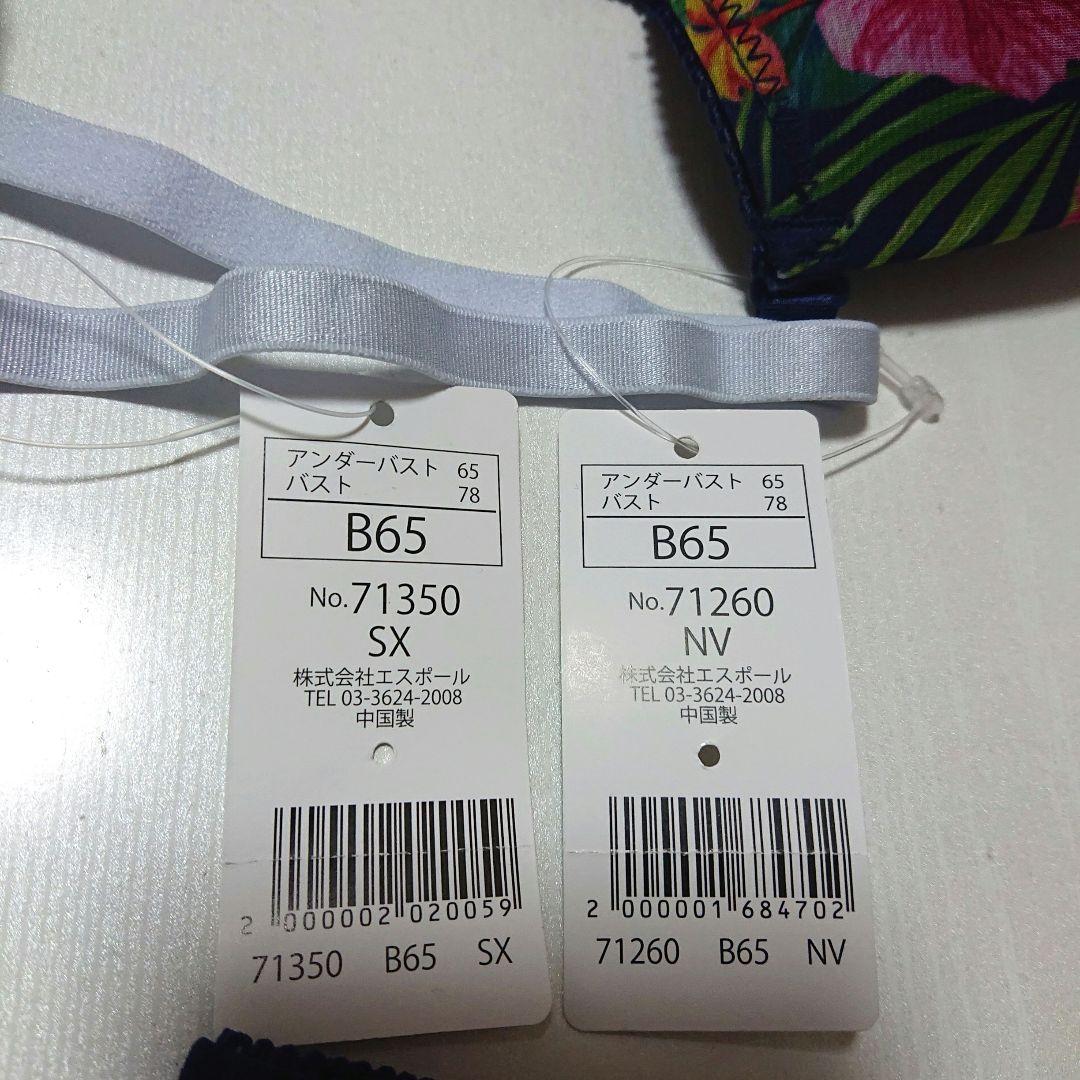 アンダーバスト 65
バスト 78
B65
No.71350
SX
株式会社エスポール
TEL 03-3624-2008
中国製
2 000002 020059
71350 B65 SX
アンダーバスト 65
バスト 78
B65
No.71260
NV
株式会社エスポール
TEL 03-3624-2008
中国製
2 000001 684702
71260 B65 NV